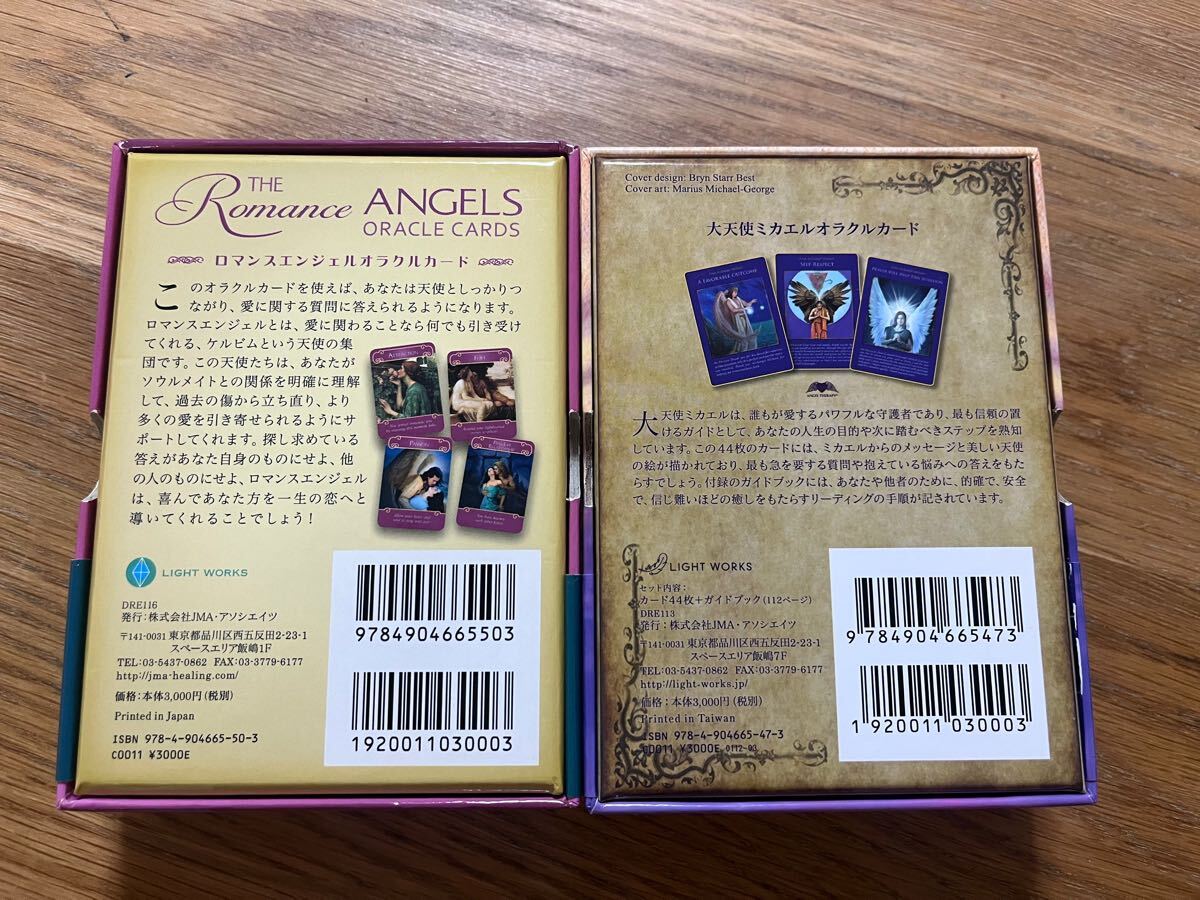 THE
Romance ANGELS
ORACLE CARDS
ロマンスエンジェルオラクルカード
このオラクルカードを使えば、あなたは天使としっかりつ
ながり、愛に関する質問に答えられるようになります。
ロマンスエンジェルとは、愛に関わることなら何でも引き受け
てくれる、ケルビムという天使の集
団です。この天使たちは、あなたが
ソウルメイトとの関係を明確に理解
して、過去の傷から立ち直り、より
多くの愛を引き寄せられるようにサ
ポートしてくれます。探し求めている
答えがあなた自身のものにせよ、他
の人のものにせよ、ロマンスエンジェル
は、喜んであなた方を一生の恋へと
導いてくれることでしょう!
ATTRACTION
FLIRT
PASSION
LIGHT WORKS
DRE116
発行:株式会社JMA・アソシエイツ
〒141-0031 東京都品川区西五反田2-23-1
スペースエリア飯嶋1F
TEL:03-5437-0862 FAX:03-3779-6177
http://jma-healing.com/
価格:本体3,000円(税別)
Printed in Japan
ISBN 978-4-904665-50-3
C0011 ¥3000E
9784904665503
1920011030003
Cover design: Bryn Starr Best
Cover art: Marius Michael-George
大天使ミカエルオラクルカード
A FAVORABLE OUTCOME
SELF-RESPECT
PRAYER WILL HELP THIS SITUATION
ANGEL THERAPY
大天使ミカエルは、誰もが愛するパワフルな守護者であり、最も信頼の置
けるガイドとして、あなたの人生の目的や次に踏むべきステップを熟知
しています。この44枚のカードには、ミカエルからのメッセージと美しい天使
の絵が描かれており、最も急を要する質問や抱えている悩みへの答えをもた
らすでしょう。付録のガイドブックには、あなたや他者のために、的確で、安全
で、信じ難いほどの癒しをもたらすリーディングの手順が記されています。
LIGHT WORKS
セット内容:
カード44枚+ガイドブック(112ページ)
DRE113
発行:株式会社JMA・アソシエイツ
〒141-0031 東京都品川区西五反田2-23-1
スペースエリア飯嶋7F
TEL:03-5437-0862 FAX:03-3779-6177
http://light-works.jp/
価格:本体3,000円(税別)
Printed in Taiwan
ISBN 978-4-904665-47-3
C0011 ¥3000E 0112-93
9784904665473
1920011030003